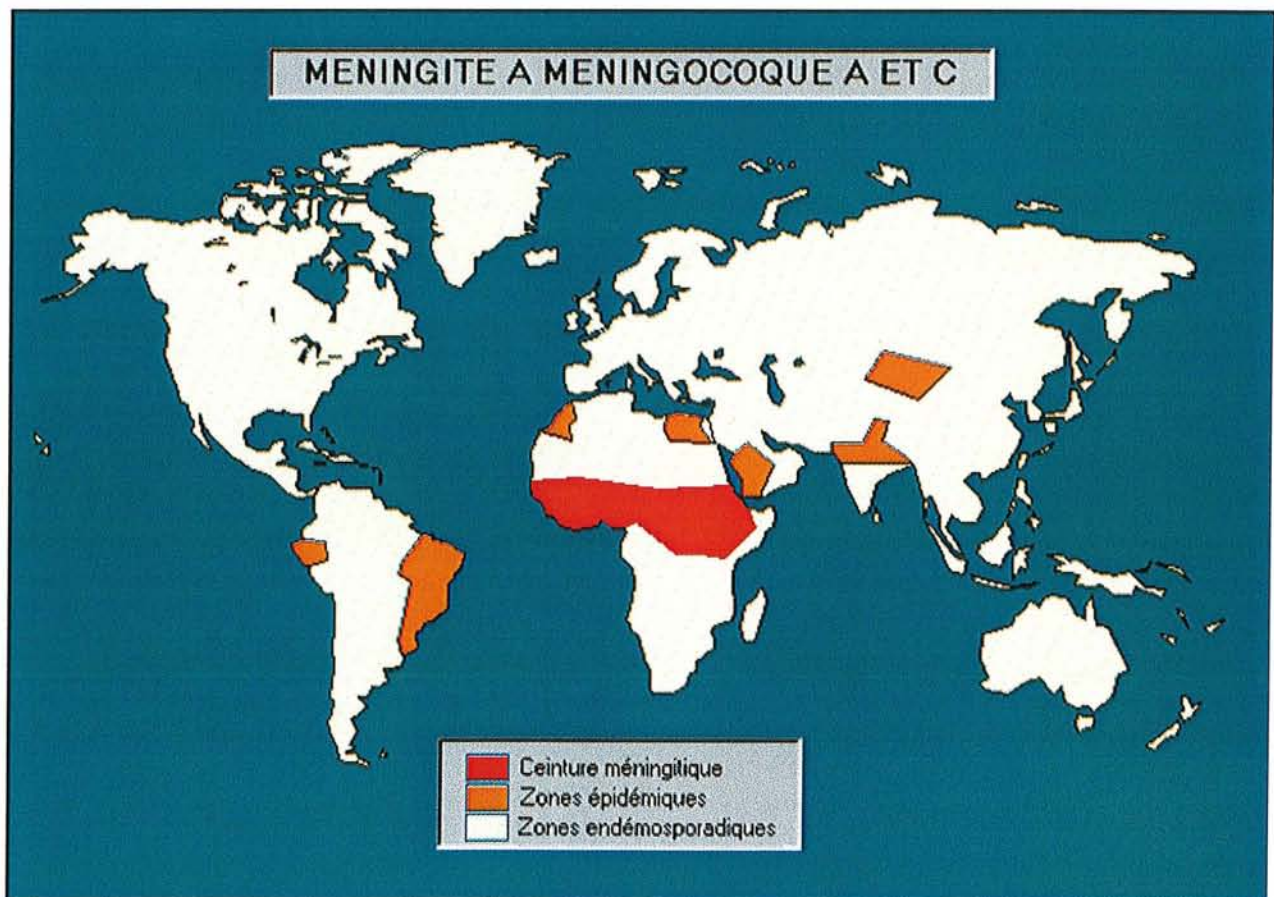 MENINGITE A MENINGOCOQUE A ET C
Ceinture méningitique
Zones épidémiques
Zones endémosporadiques